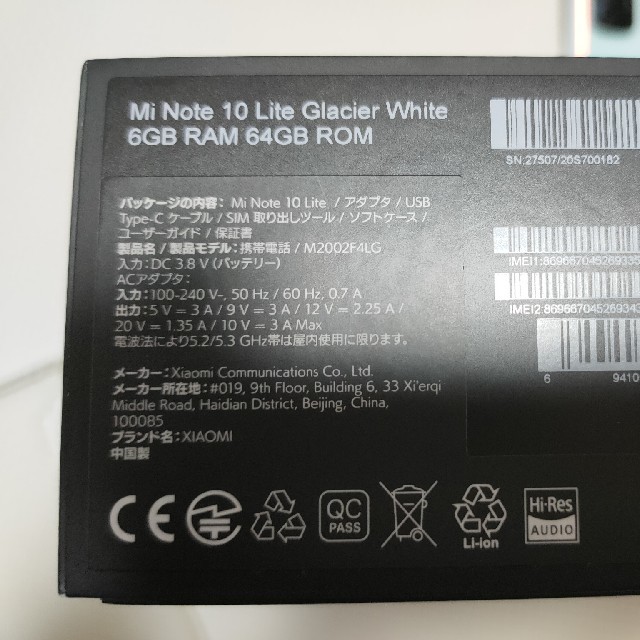 Mi Note 10 Lite Glacier White
6GB RAM 64GB ROM
SN:27507/20S700182
パッケージの内容: Mi Note 10 Lite / アダプタ / USB
Type-C ケーブル / SIM 取り出しツール / ソフトケース /
ユーザーガイド / 保証書
製品名 / 製品モデル: 携帯電話 / M2002F4LG
入力: DC 3.8 V (バッテリー)
ACアダプタ:
入力: 100-240 V~, 50 Hz / 60 Hz, 0.7 A
出力: 5 V = 3 A / 9 V = 3 A / 12 V = 2.25 A /
20 V = 1.35 A / 10 V = 3 A Max
電波法により5.2/5.3 GHz帯は屋内使用に限ります。
IMEI1:869667045269335
IMEI2:869667045269343
6 9410
メーカー: Xiaomi Communications Co., Ltd.
メーカー所在地: #019, 9th Floor, Building 6, 33 Xi'erqi
Middle Road, Haidian District, Beijing, China,
100085
ブランド名: XIAOMI
中国製
CE
QC
PASS
Li-ion
Hi-Res
AUDIO